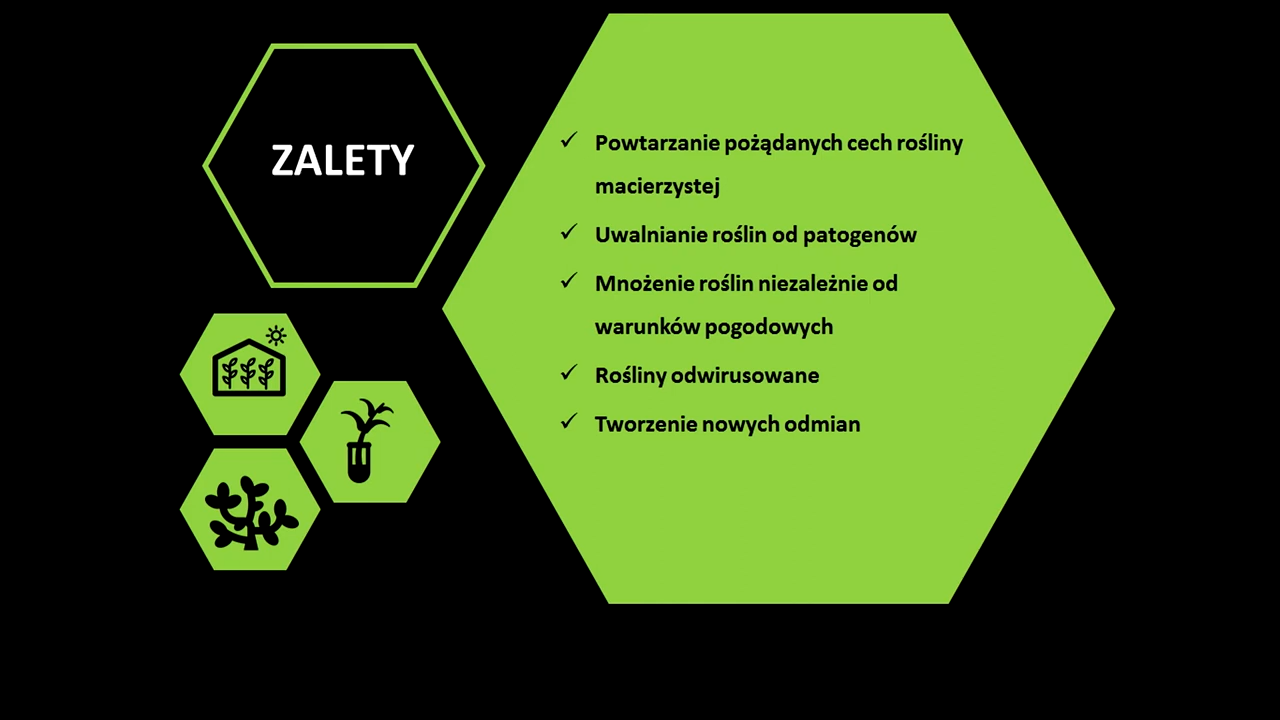 ZALETY
✓ Powtarzanie pożądanych cech rośliny
macierzystej
✓ Uwalnianie roślin od patogenów
✓ Mnożenie roślin niezależnie od
warunków pogodowych
✓ Rośliny odwirusowane
✓ Tworzenie nowych odmian